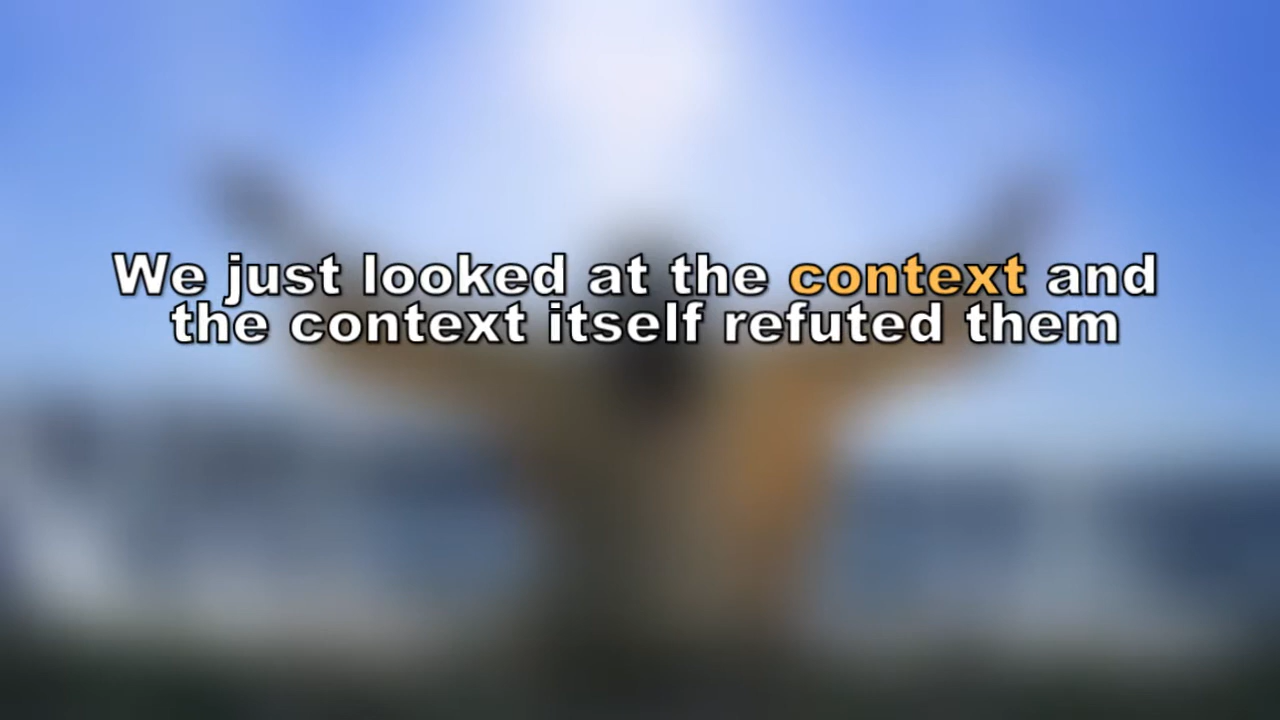 We just looked at the context and
the context itself refuted them